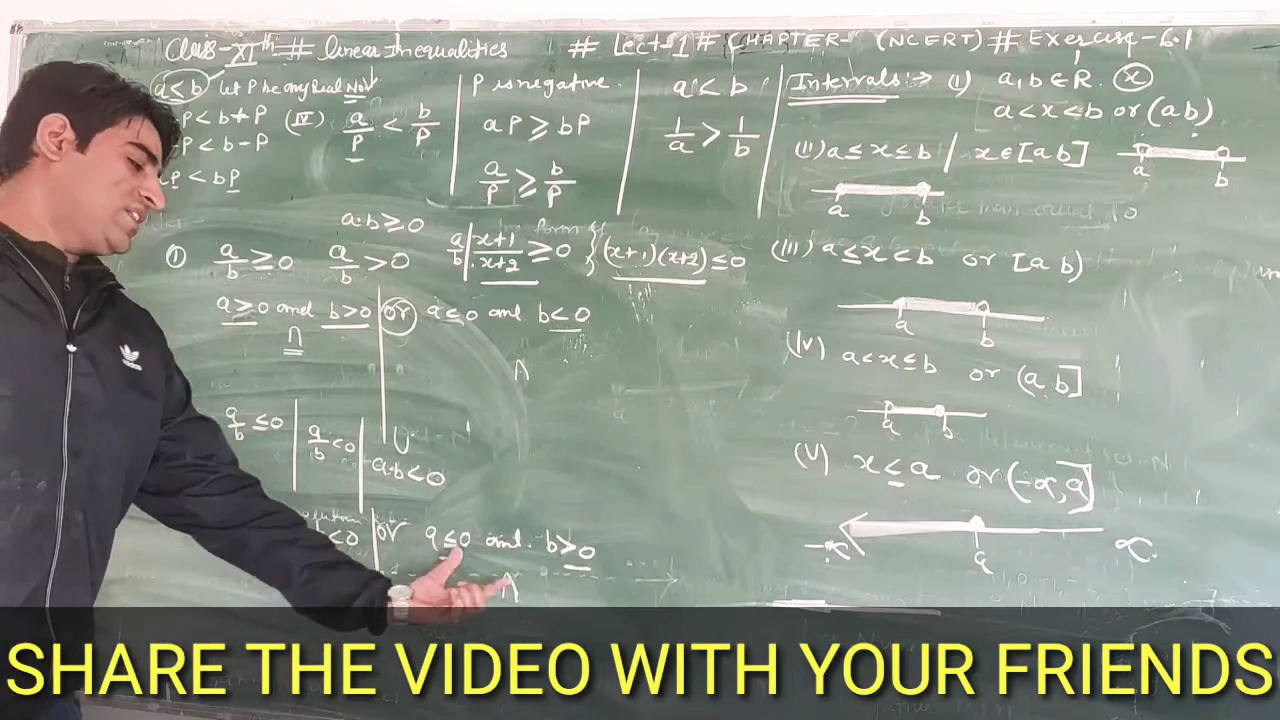 Class-XIth # linear Inequalities # Lect-1 # CHAPTER- (NCERT) # Exercise-6.1
a≤b Let P be any Real No.
P < b+P (IV) a/P < b/P
-P < b-P
P < bP
P is negative.
aP ≥ bP
a/P ≥ b/P
a < b
1/a > 1/b
Intervals:→ (I) a,b∈R. x
a<x<b or (a b)
a b
(II) a≤x≤b / x∈[a b]
a b
(III) a≤x<b or [a b)
a b
(IV) a<x≤b or (a b]
a b
(V) x≤a or (-∝,a]
-∝ a ∝
a·b≥0
① a/b ≥0 a/b >0 a/b | x+1/x+2 ≥0 } (x+1)(x+2)≤0
a≥0 and b>0 or a≤0 and b<0
∩ ∧
∪
a/b ≤0 | a/b <0 | a·b<0
<0 or a≤0 and b>0
∧
SHARE THE VIDEO WITH YOUR FRIENDS